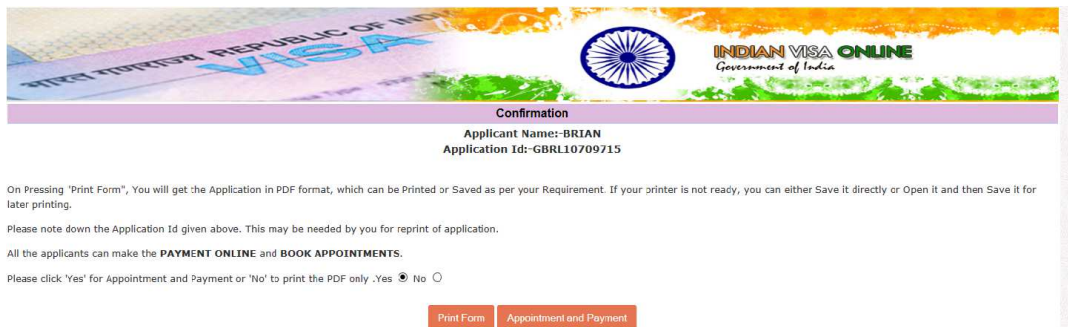 भारत गणराज्य REPUBLIC OF INDIA
VISA
INDIAN VISA ONLINE
Government of India
Confirmation
Applicant Name:-BRIAN
Application Id:-GBRL10709715
On Pressing 'Print Form", You will get the Application in PDF format, which can be Printed or Saved as per your Requirement. If your printer is not ready, you can either Save it directly or Open it and then Save it for
later printing.
Please note down the Application Id given above. This may be needed by you for reprint of application.
All the applicants can make the PAYMENT ONLINE and BOOK APPOINTMENTS.
Please click 'Yes' for Appointment and Payment or 'No' to print the PDF only .Yes No
Print Form Appointment and Payment